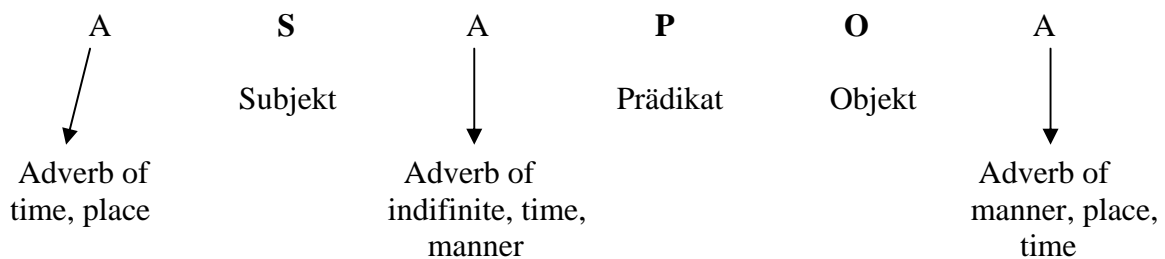 A S A P O A
Subjekt Prädikat Objekt
Adverb of Adverb of Adverb of
time, place indifinite, time, manner, place,
manner time